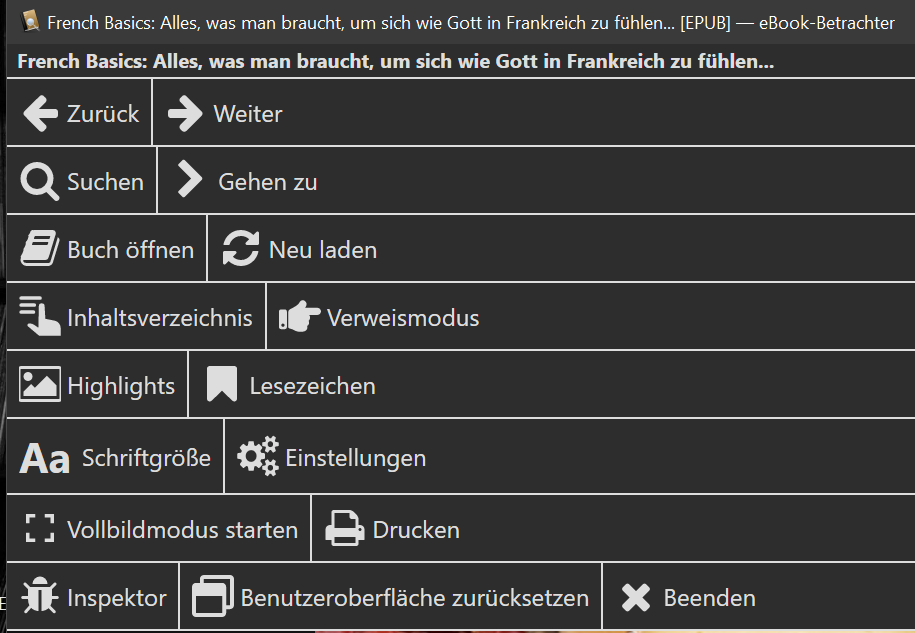 French Basics: Alles, was man braucht, um sich wie Gott in Frankreich zu fühlen... [EPUB] — eBook-Betrachter
French Basics: Alles, was man braucht, um sich wie Gott in Frankreich zu fühlen...
Zurück Weiter
Suchen Gehen zu
Buch öffnen Neu laden
Inhaltsverzeichnis Verweismodus
Highlights Lesezeichen
Aa Schriftgröße Einstellungen
Vollbildmodus starten Drucken
Inspektor Benutzeroberfläche zurücksetzen Beenden